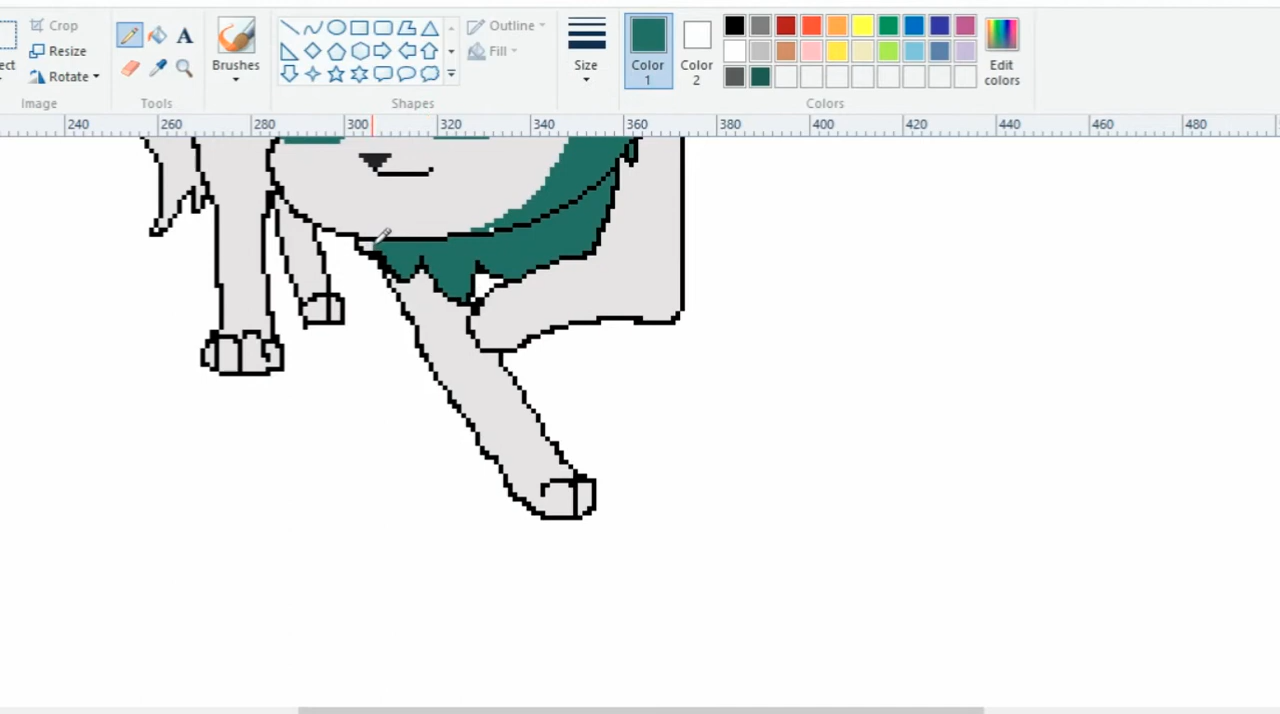 Crop
Outline
ect
Resize
A
Fill
Rotate
Brushes
Size
Color
1
Color
2
Edit
colors
Image
Tools
Shapes
Colors
240 260 280 300 320 340 360 380 400 420 440 460 480